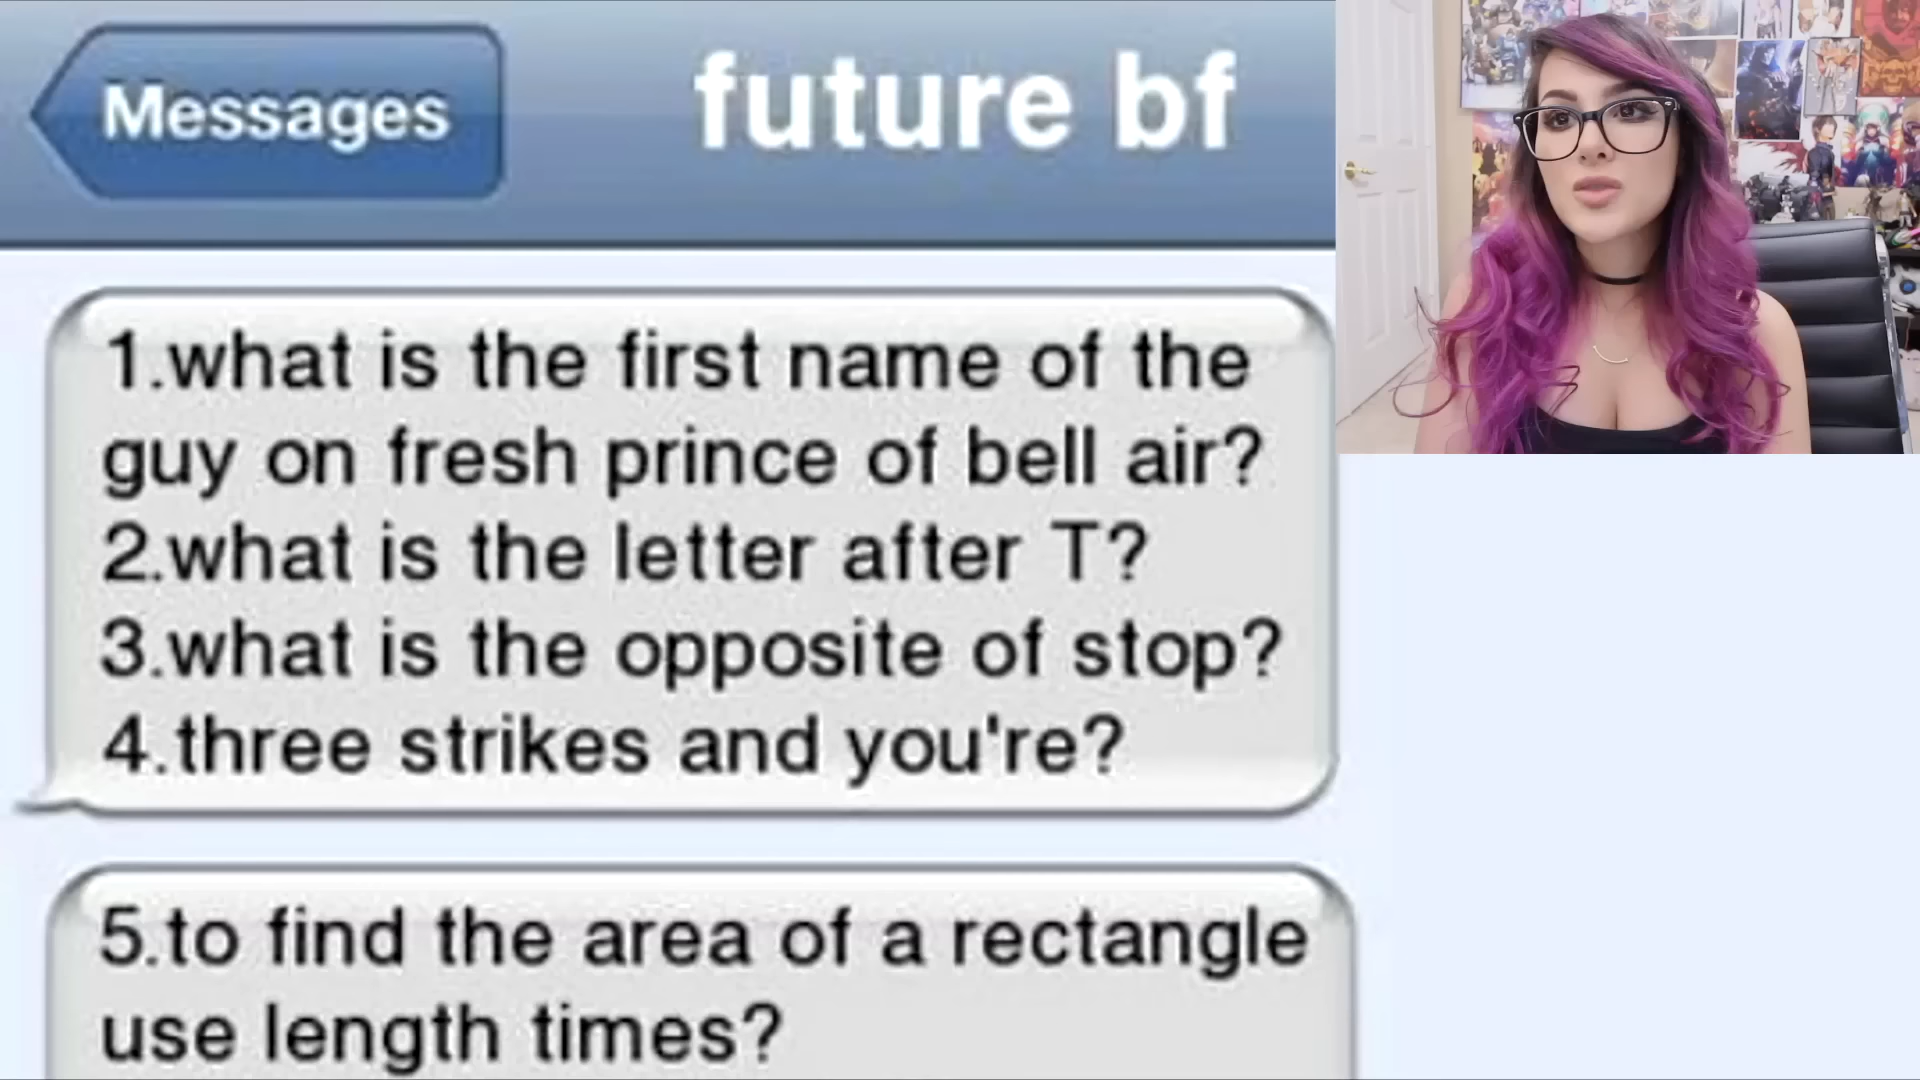 Messages
future bf
1.what is the first name of the
guy on fresh prince of bell air?
2.what is the letter after T?
3.what is the opposite of stop?
4.three strikes and you're?
5.to find the area of a rectangle
use length times?